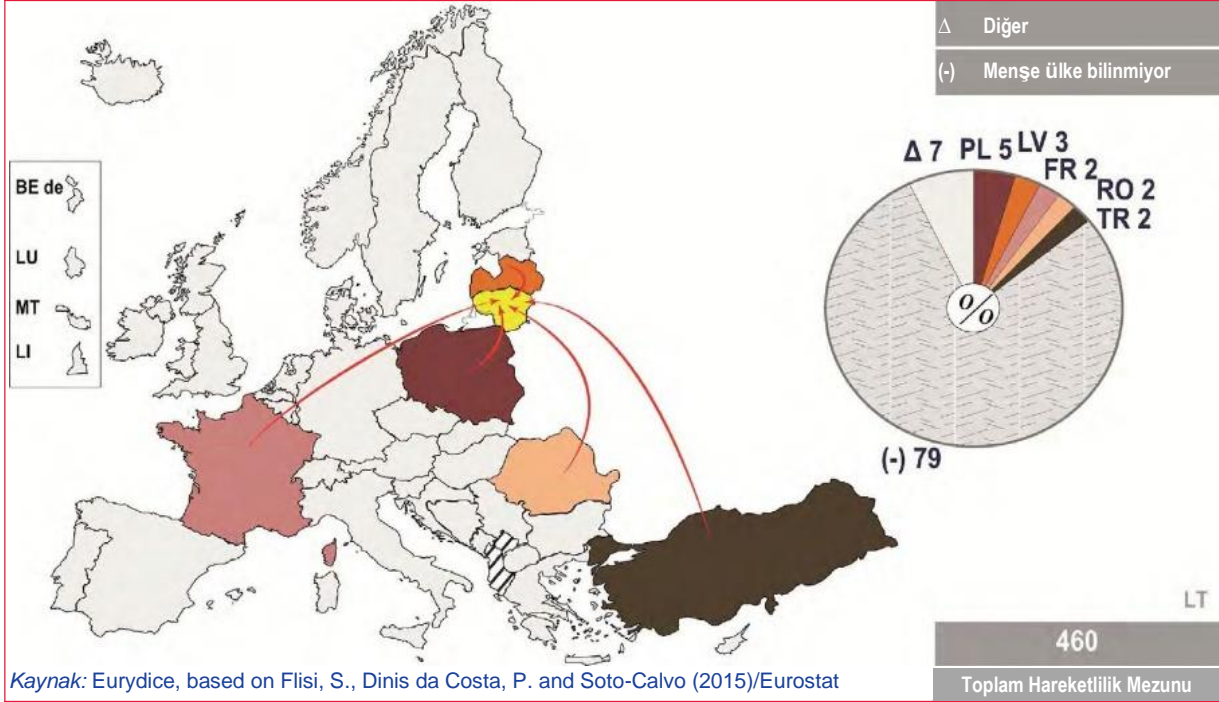 ∆ Diğer
(-) Menşe ülke bilinmiyor
BE de
LU
MT
LI
Δ 7
PL 5
LV 3
FR 2
RO 2
TR 2
%
(-) 79
LT
460
Toplam Hareketlilik Mezunu
Kaynak: Eurydice, based on Flisi, S., Dinis da Costa, P. and Soto-Calvo (2015)/Eurostat